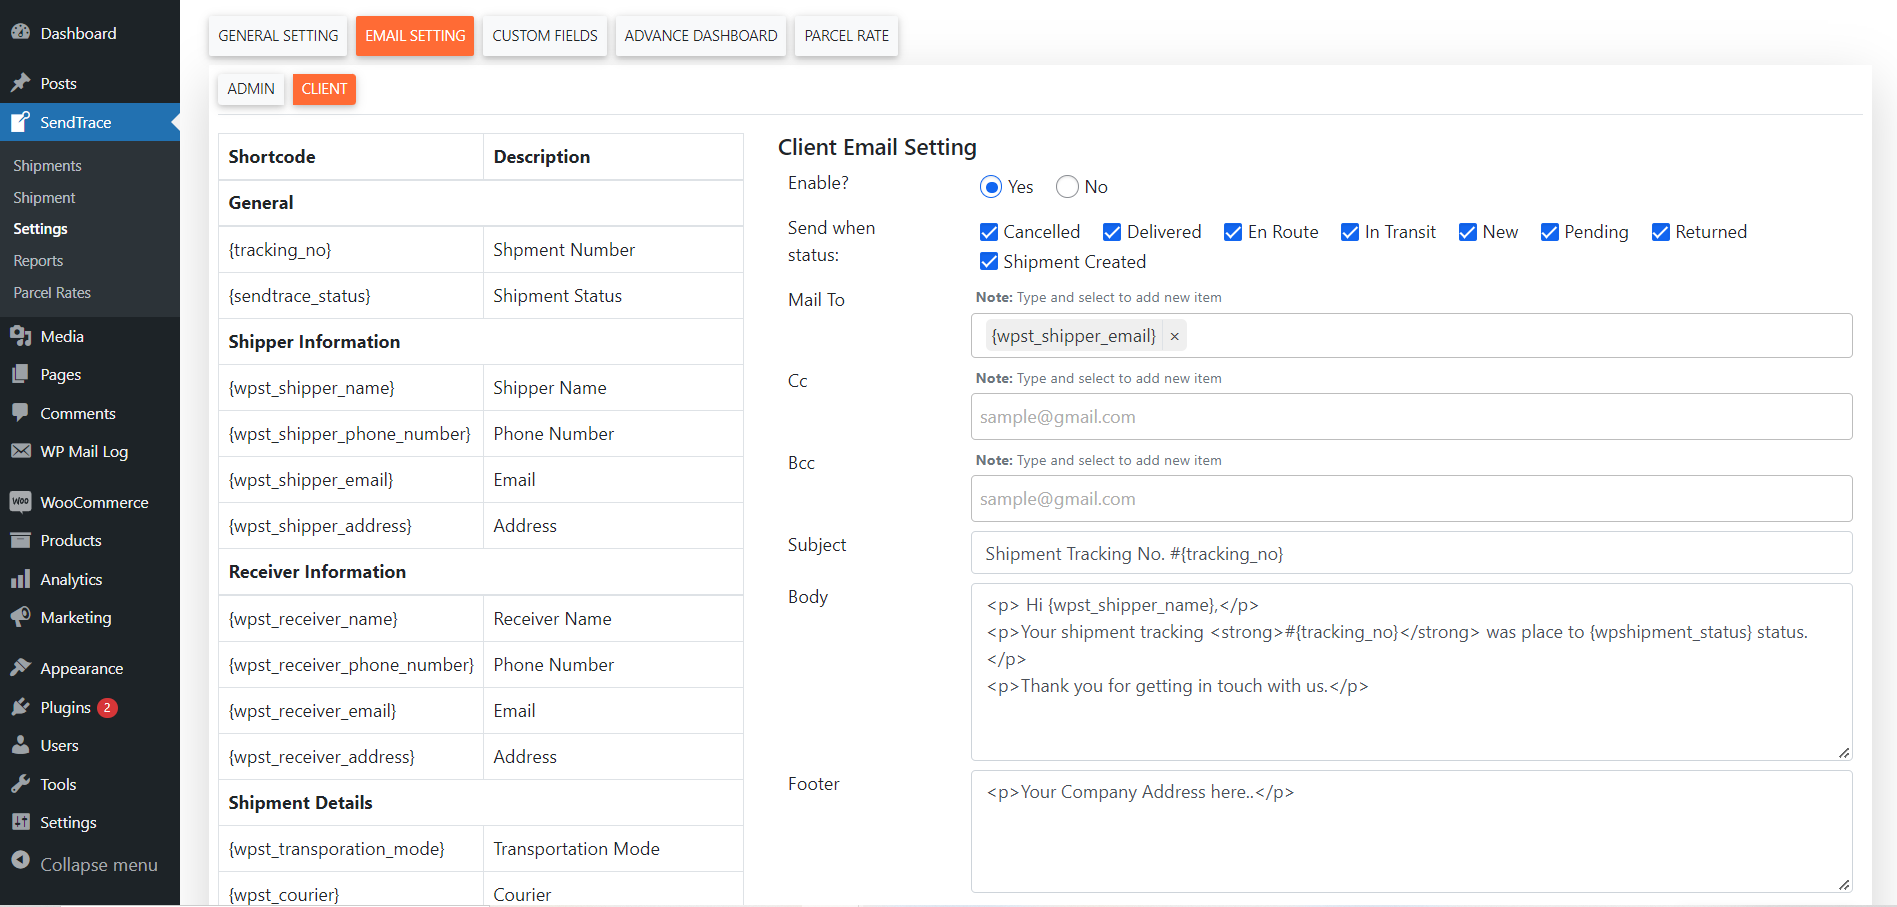 Dashboard
Posts
SendTrace
Shipments
Shipment
Settings
Reports
Parcel Rates
Media
Pages
Comments
WP Mail Log
Woo WooCommerce
Products
Analytics
Marketing
Appearance
Plugins 2
Users
Tools
Settings
Collapse menu
GENERAL SETTING EMAIL SETTING CUSTOM FIELDS ADVANCE DASHBOARD PARCEL RATE
ADMIN CLIENT
Shortcode Description
General
{tracking_no} Shpment Number
{sendtrace_status} Shipment Status
Shipper Information
{wpst_shipper_name} Shipper Name
{wpst_shipper_phone_number} Phone Number
{wpst_shipper_email} Email
{wpst_shipper_address} Address
Receiver Information
{wpst_receiver_name} Receiver Name
{wpst_receiver_phone_number} Phone Number
{wpst_receiver_email} Email
{wpst_receiver_address} Address
Shipment Details
{wpst_transporation_mode} Transportation Mode
{wpst_courier} Courier
Client Email Setting
Enable? Yes No
Send when
status:
Cancelled Delivered En Route In Transit New Pending Returned
Shipment Created
Mail To
Note: Type and select to add new item
{wpst_shipper_email} ×
Cc
Note: Type and select to add new item
sample@gmail.com
Bcc
Note: Type and select to add new item
sample@gmail.com
Subject
Shipment Tracking No. #{tracking_no}
Body
<p> Hi {wpst_shipper_name},</p>
<p>Your shipment tracking <strong>#{tracking_no}</strong> was place to {wpshipment_status} status.
</p>
<p>Thank you for getting in touch with us.</p>
Footer
<p>Your Company Address here..</p>